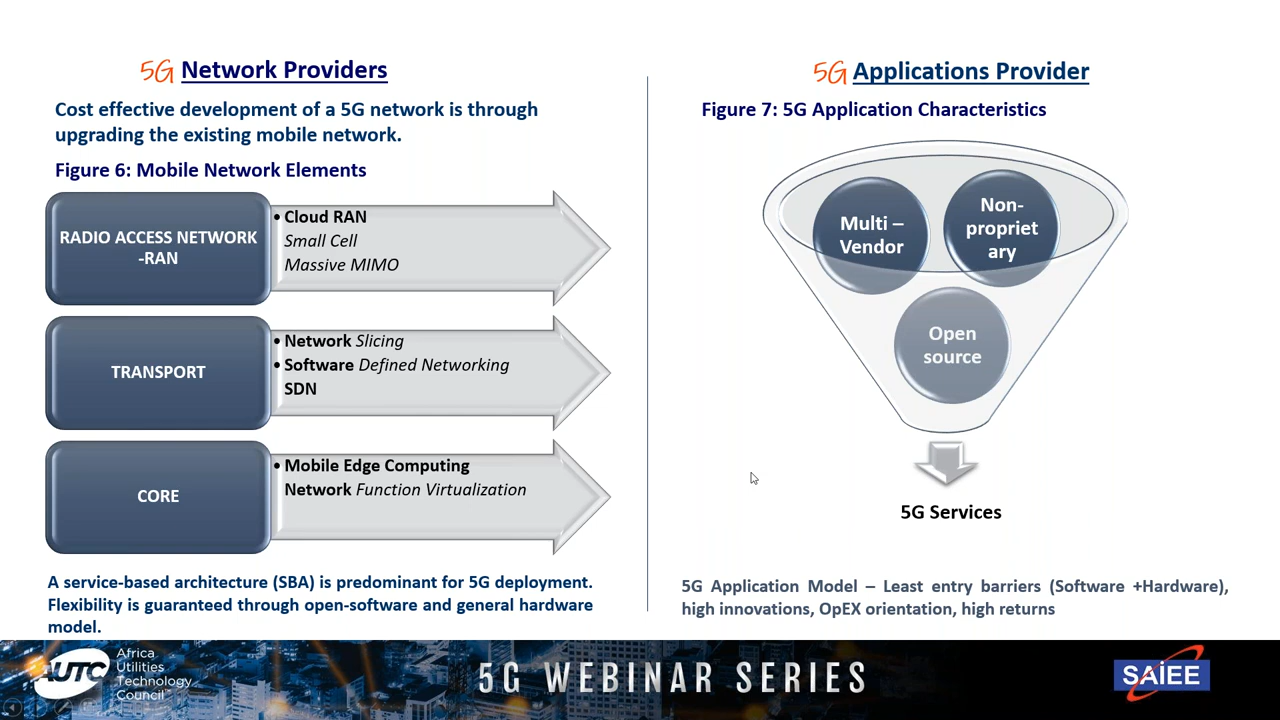 5G Network Providers
Cost effective development of a 5G network is through
upgrading the existing mobile network.
Figure 6: Mobile Network Elements
RADIO ACCESS NETWORK
-RAN
• Cloud RAN
Small Cell
Massive MIMO
TRANSPORT
• Network Slicing
• Software Defined Networking
SDN
CORE
• Mobile Edge Computing
Network Function Virtualization
A service-based architecture (SBA) is predominant for 5G deployment.
Flexibility is guaranteed through open-software and general hardware
model.
5G Applications Provider
Figure 7: 5G Application Characteristics
Multi –
Vendor
Non-
propriet
ary
Open
source
5G Services
5G Application Model – Least entry barriers (Software +Hardware),
high innovations, OpEX orientation, high returns
AUTC
Africa
Utilities
Technology
Council
5G WEBINAR SERIES
SAIEE